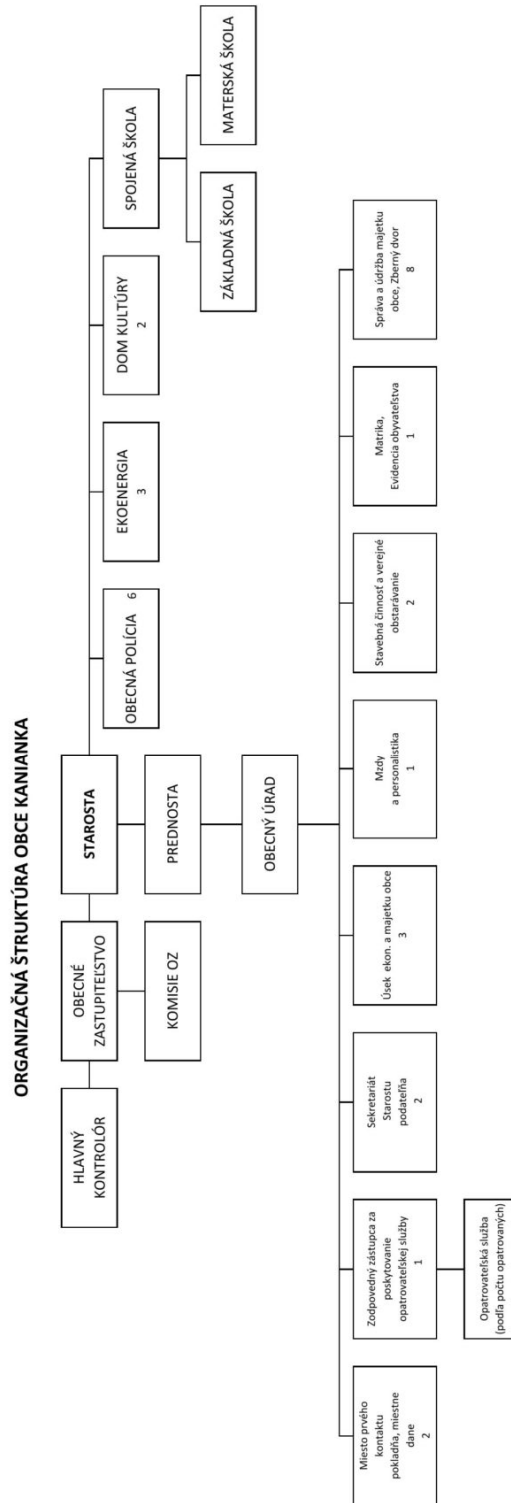 ORGANIZAČNÁ ŠTRUKTÚRA OBCE KANIANKA
HLAVNÝ
KONTROLÓR
OBECNÉ
ZASTUPITEĽSTVO
STAROSTA
OBECNÁ POLÍCIA 6
EKOENERGIA
3
DOM KULTÚRY
2
SPOJENÁ ŠKOLA
KOMISIE OZ
PREDNOSTA
ZÁKLADNÁ ŠKOLA
MATERSKÁ ŠKOLA
OBECNÝ ÚRAD
Miesto prvého
kontaktu
pokladňa, miestne
dane
2
Zodpovedný zástupca za
poskytovanie
opatrovateľskej služby
1
Sekretariát
Starostu
podateľňa
2
Úsek ekon. a majetku obce
3
Mzdy
a personalistika
1
Stavebná činnosť a verejné
obstarávanie
2
Matrika,
Evidencia obyvateľstva
1
Správa a údržba majetku
obce, Zberný dvor
8
Opatrovateľská služba
(podľa počtu opatrovaných)